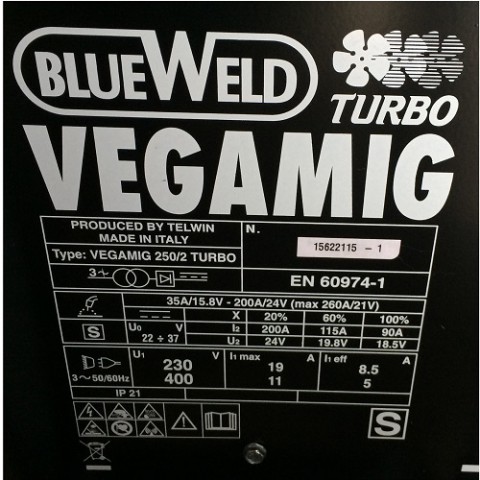 BLUEWELD
TURBO
VEGAMIG
PRODUCED BY TELWIN
MADE IN ITALY
N.
15622115 - 1
Type: VEGAMIG 250/2 TURBO
3~
EN 60974-1
35A/15.8V - 200A/24V (max 260A/21V)
X 20% 60% 100%
S U0 V I2 200A 115A 90A
22 ÷ 37 U2 24V 19.8V 18.5V
U1 V I1 max A I1 eff A
230 19 8.5
3~50/60Hz 400 11 5
IP 21
S